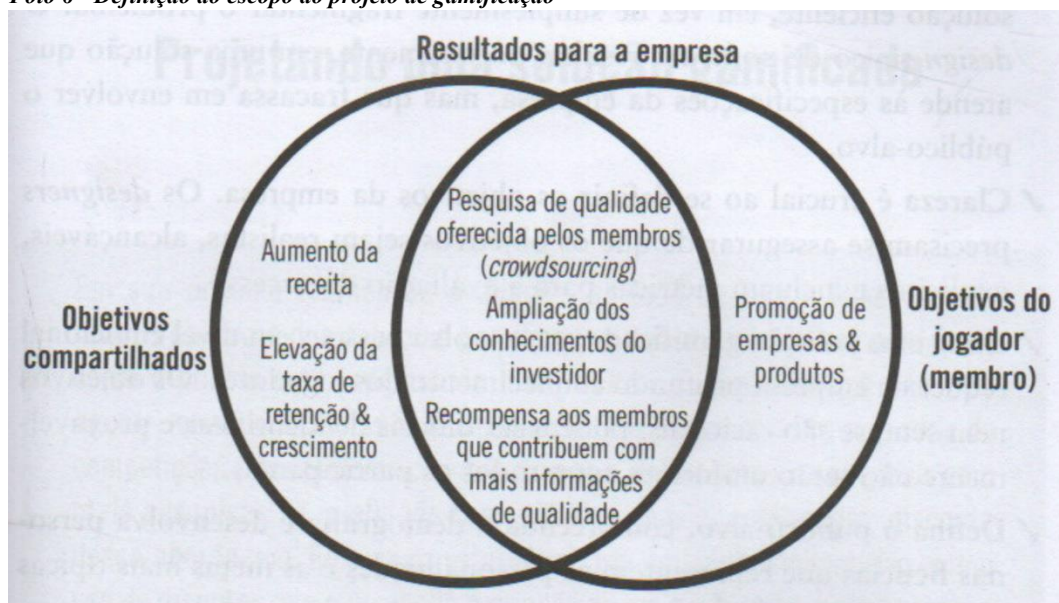 Foto 6 - Definição do escopo do projeto de gamificação
Resultados para a empresa
Objetivos
compartilhados
Aumento da
receita
Elevação da
taxa de
retenção &
crescimento
Pesquisa de qualidade
oferecida pelos membros
(crowdsourcing)
Ampliação dos
conhecimentos do
investidor
Recompensa aos membros
que contribuem com
mais informações
de qualidade
Promoção de
empresas &
produtos
Objetivos do
jogador
(membro)